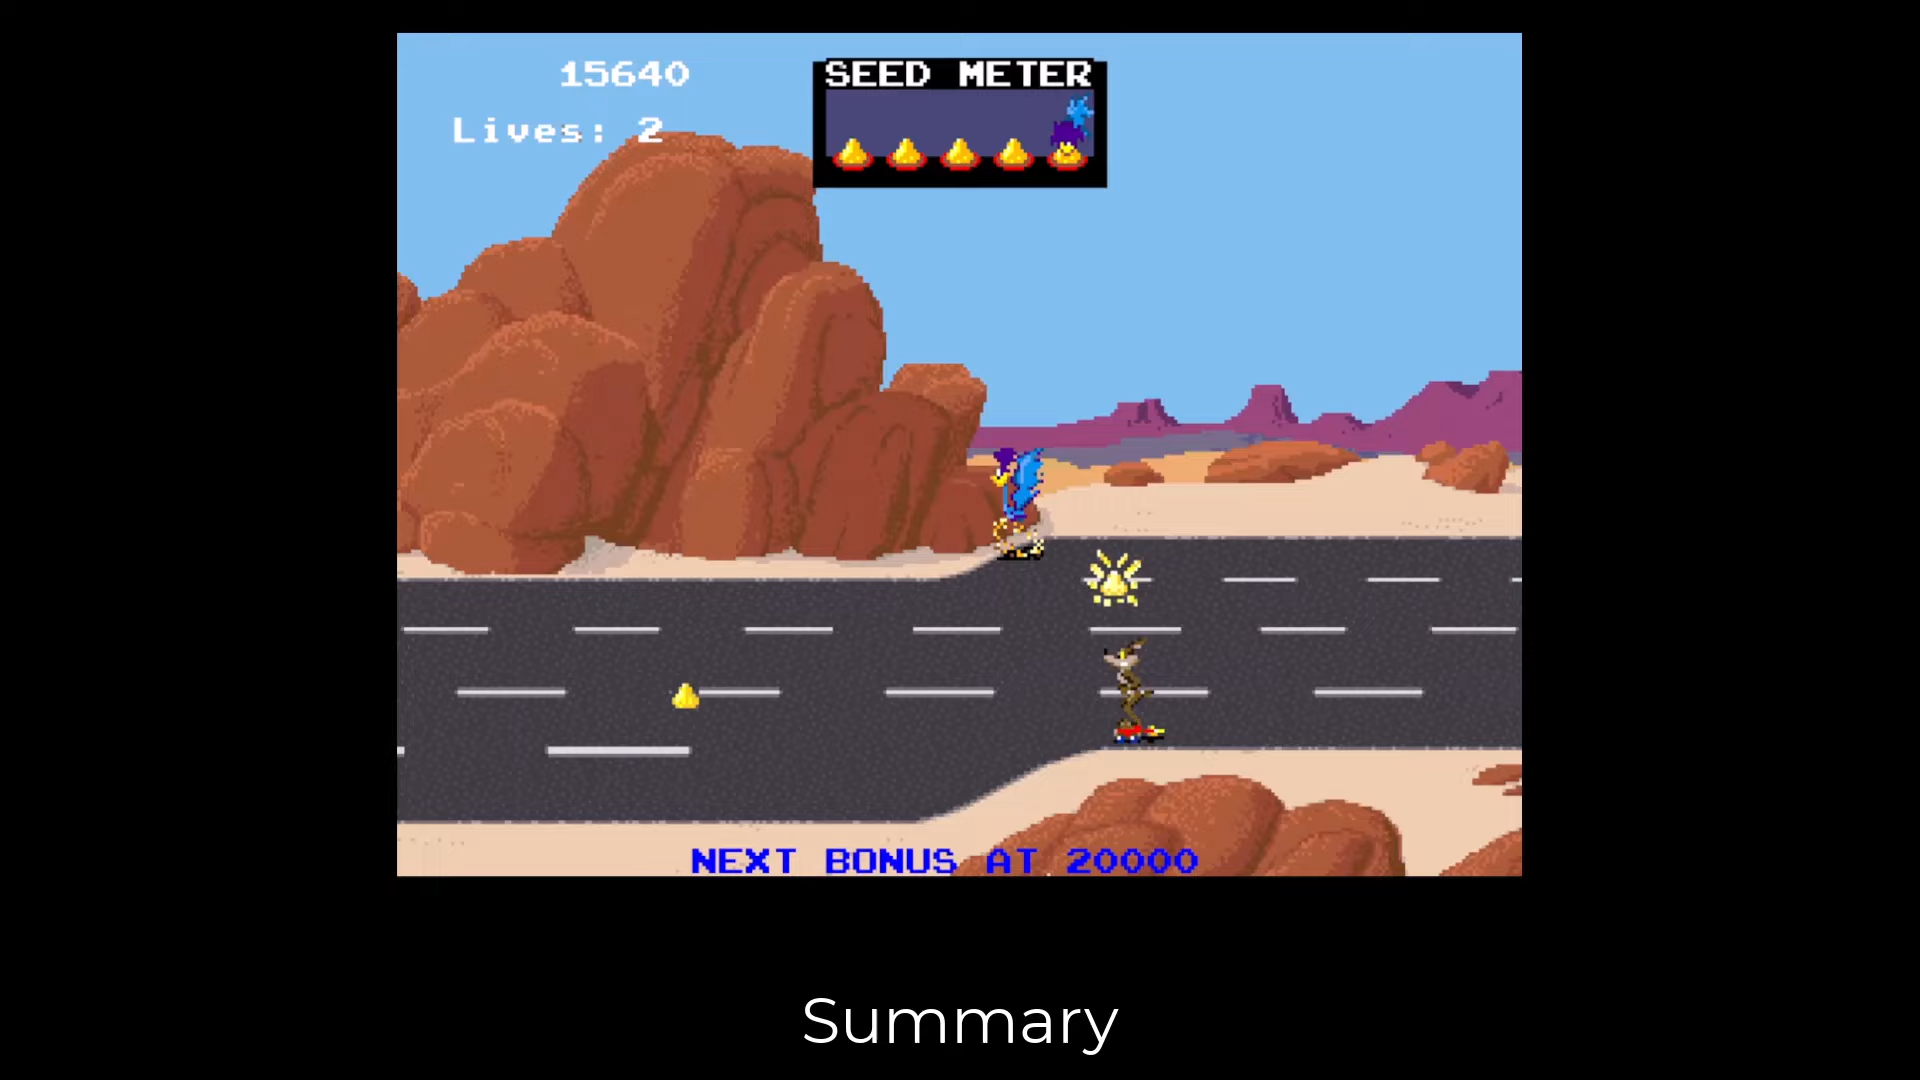 15640
SEED METER
Lives: 2
NEXT BONUS AT 20000
Summary